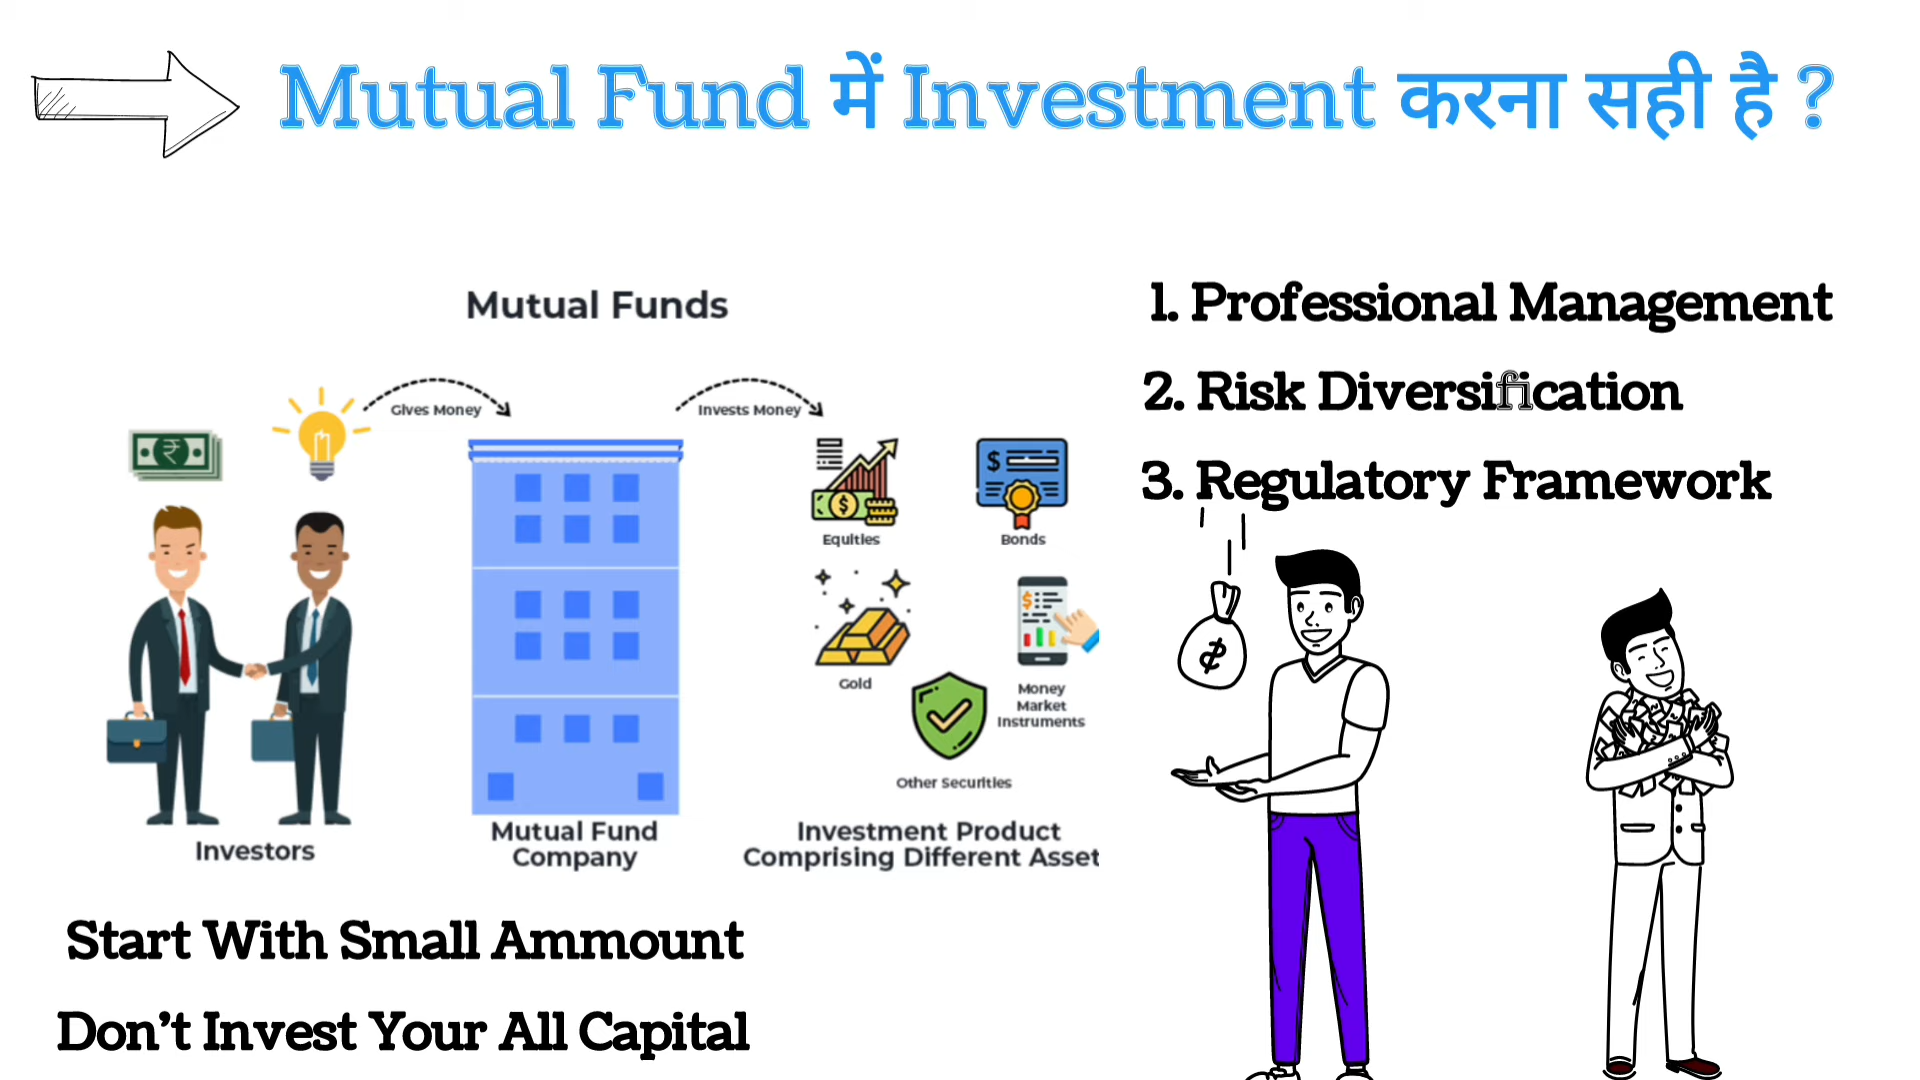 Mutual Fund में Investment करना सही है ?
Mutual Funds
Gives Money
Invests Money
Equities
Bonds
Gold
Money
Market
Instruments
Other Securities
Investors
Mutual Fund
Company
Investment Product
Comprising Different Asset
1. Professional Management
2. Risk Diversification
3. Regulatory Framework
Start With Small Ammount
Don't Invest Your All Capital